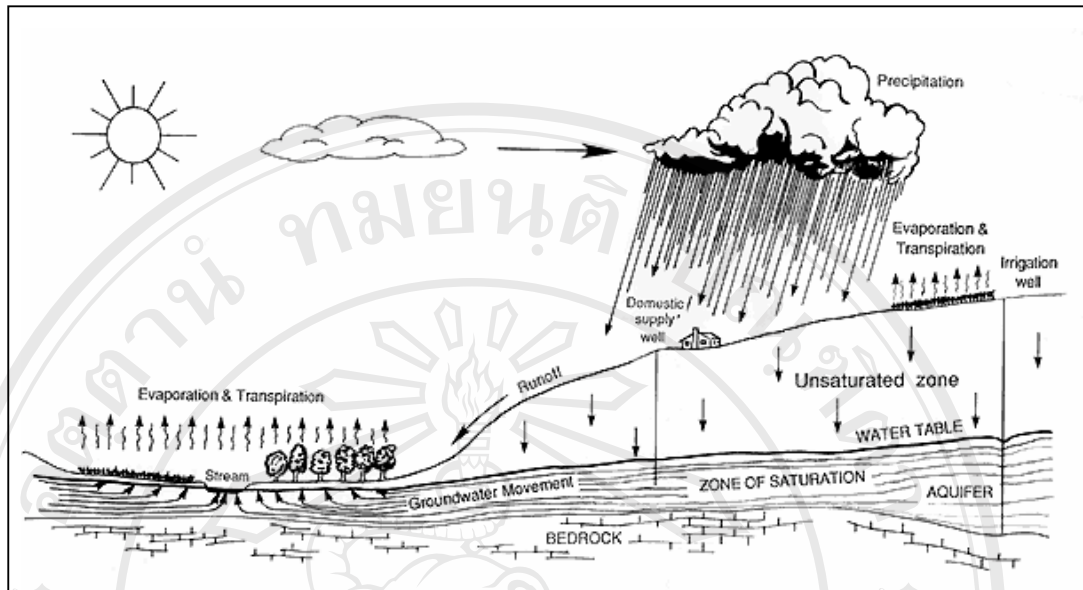 Precipitation
Evaporation &
Transpiration
Irrigation
well
Domestic
supply
well
Runoff
Unsaturated zone
Evaporation & Transpiration
Stream
WATER TABLE
Groundwater Movement
ZONE OF SATURATION
AQUIFER
BEDROCK